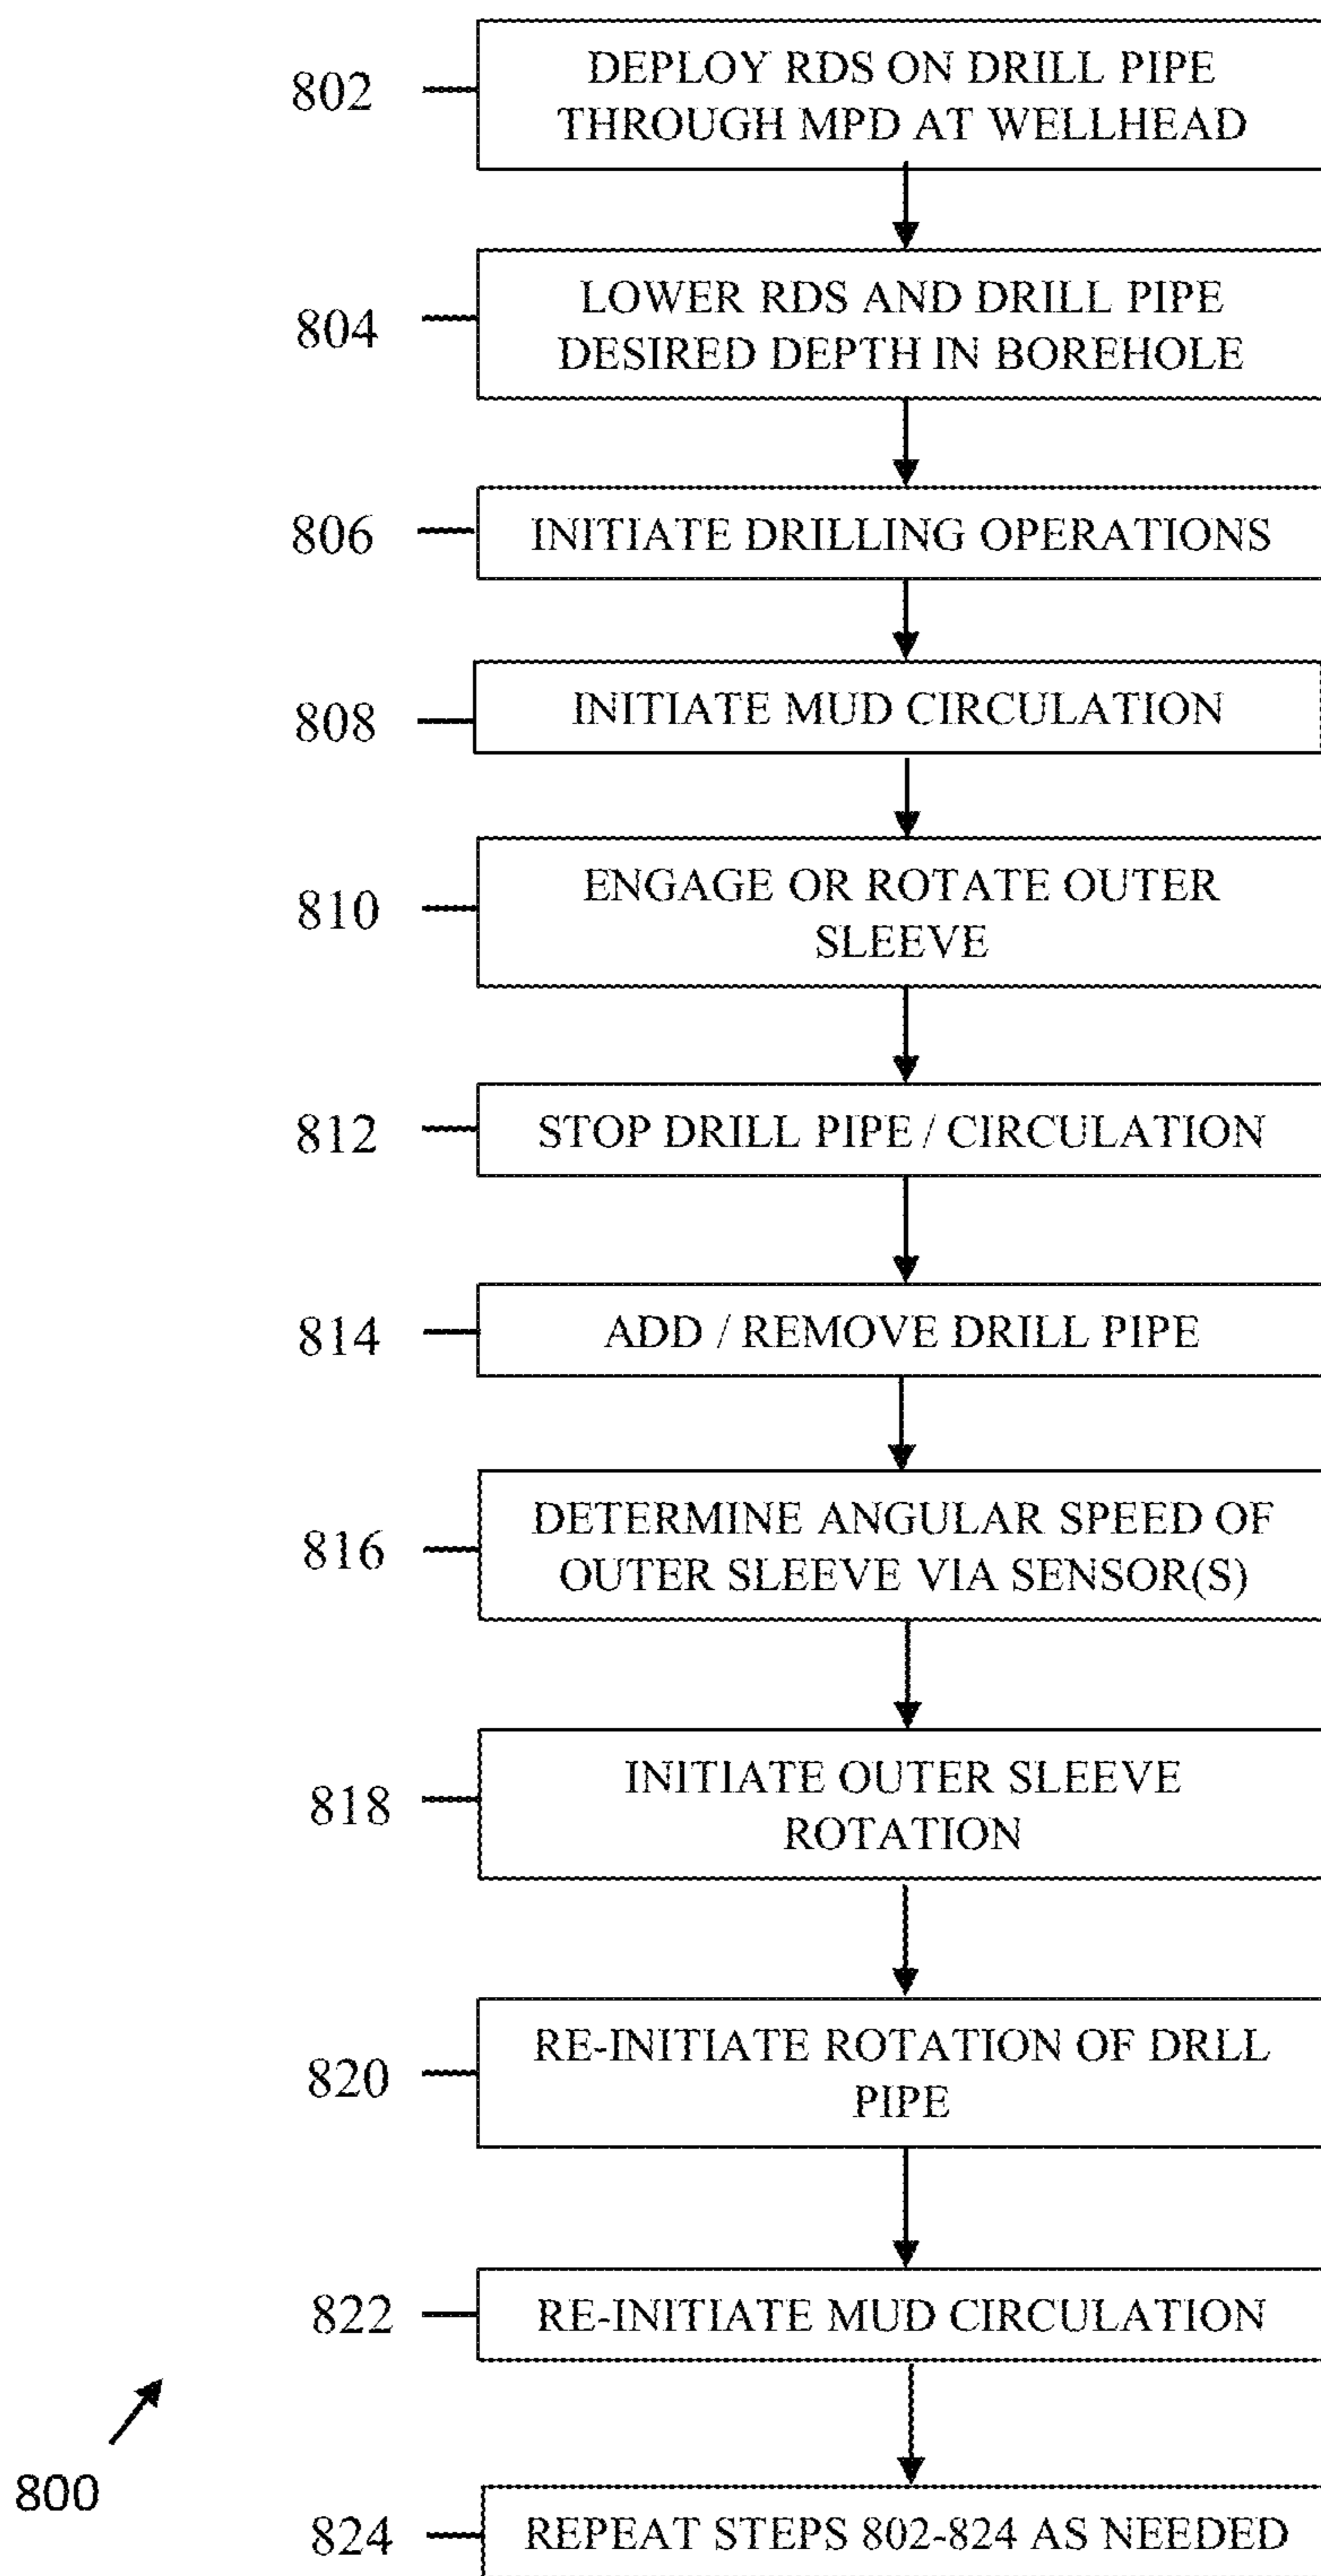 802
DEPLOY RDS ON DRILL PIPE
THROUGH MPD AT WELLHEAD
804
LOWER RDS AND DRILL PIPE
DESIRED DEPTH IN BOREHOLE
806
INITIATE DRILLING OPERATIONS
808
INITIATE MUD CIRCULATION
810
ENGAGE OR ROTATE OUTER
SLEEVE
812
STOP DRILL PIPE / CIRCULATION
814
ADD / REMOVE DRILL PIPE
816
DETERMINE ANGULAR SPEED OF
OUTER SLEEVE VIA SENSOR(S)
818
INITIATE OUTER SLEEVE
ROTATION
820
RE-INITIATE ROTATION OF DRLL
PIPE
822
RE-INITIATE MUD CIRCULATION
800
824
REPEAT STEPS 802-824 AS NEEDED